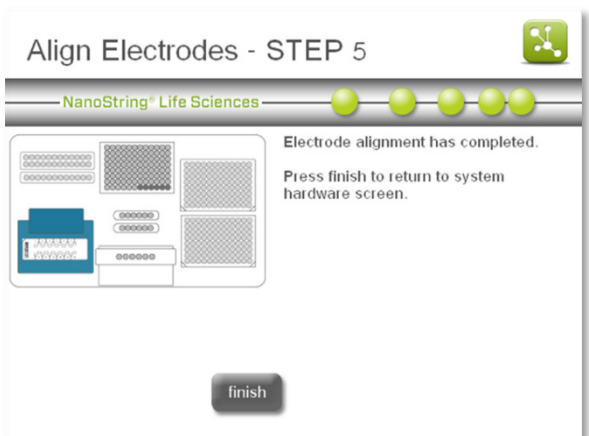 Align Electrodes - STEP 5
NanoString® Life Sciences
Electrode alignment has completed.
Press finish to return to system
hardware screen.
finish